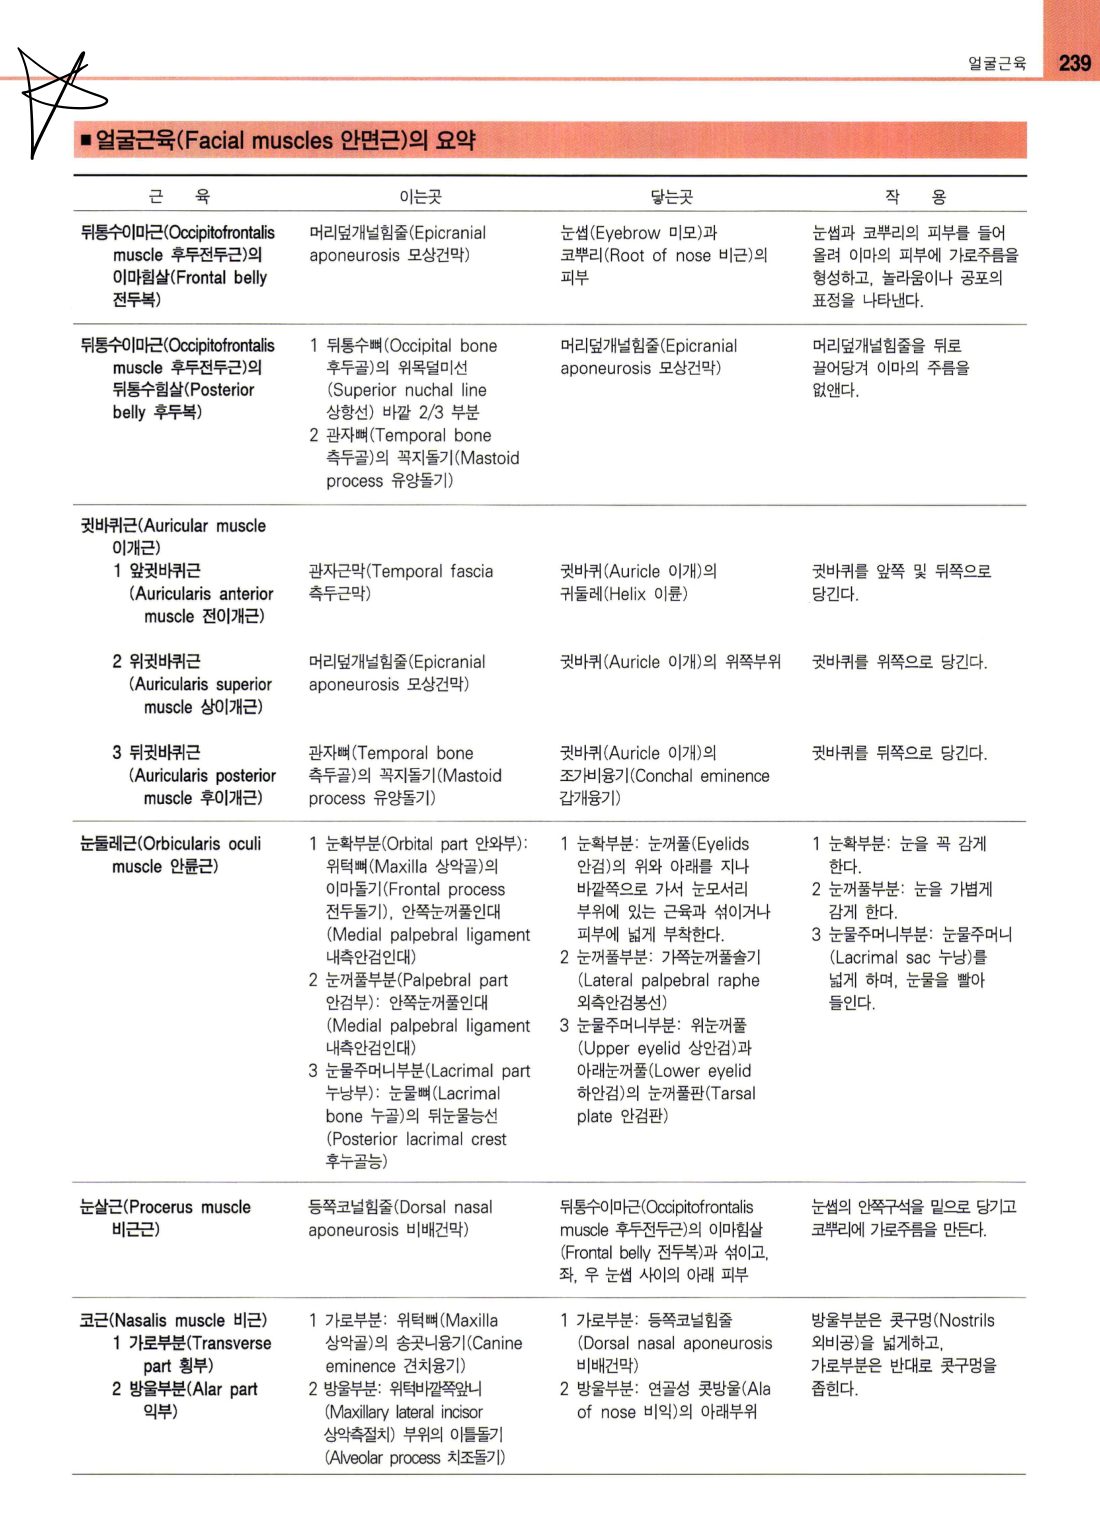 얼굴근육 239
■ 얼굴근육(Facial muscles 안면근)의 요약
근 육 이는곳 닿는곳 작 용
뒤통수이마근(Occipitofrontalis
muscle 후두전두근)의
이마힘살(Frontal belly
전두복)
머리덮개널힘줄(Epicranial
aponeurosis 모상건막)
눈썹(Eyebrow 미모)과
코뿌리(Root of nose 비근)의
피부
눈썹과 코뿌리의 피부를 들어
올려 이마의 피부에 가로주름을
형성하고, 놀라움이나 공포의
표정을 나타낸다.
뒤통수이마근(Occipitofrontalis
muscle 후두전두근)의
뒤통수힘살(Posterior
belly 후두복)
1 뒤통수뼈(Occipital bone
후두골)의 위목덜미선
(Superior nuchal line
상항선) 바깥 2/3 부분
2 관자뼈(Temporal bone
측두골)의 꼭지돌기(Mastoid
process 유양돌기)
머리덮개널힘줄(Epicranial
aponeurosis 모상건막)
머리덮개널힘줄을 뒤로
끌어당겨 이마의 주름을
없앤다.
귓바퀴근(Auricular muscle
이개근)
1 앞귓바퀴근
(Auricularis anterior
muscle 전이개근)
관자근막(Temporal fascia
측두근막)
귓바퀴(Auricle 이개)의
귀둘레(Helix 이륜)
귓바퀴를 앞쪽 및 뒤쪽으로
당긴다.
2 위귓바퀴근
(Auricularis superior
muscle 상이개근)
머리덮개널힘줄(Epicranial
aponeurosis 모상건막)
귓바퀴(Auricle 이개)의 위쪽부위
귓바퀴를 위쪽으로 당긴다.
3 뒤귓바퀴근
(Auricularis posterior
muscle 후이개근)
관자뼈(Temporal bone
측두골)의 꼭지돌기(Mastoid
process 유양돌기)
귓바퀴(Auricle 이개)의
조가비융기(Conchal eminence
갑개융기)
귓바퀴를 뒤쪽으로 당긴다.
눈둘레근(Orbicularis oculi
muscle 안륜근)
1 눈확부분(Orbital part 안와부):
위턱뼈(Maxilla 상악골)의
이마돌기(Frontal process
전두돌기), 안쪽눈꺼풀인대
(Medial palpebral ligament
내측안검인대)
2 눈꺼풀부분(Palpebral part
안검부): 안쪽눈꺼풀인대
(Medial palpebral ligament
내측안검인대)
3 눈물주머니부분(Lacrimal part
누낭부): 눈물뼈(Lacrimal
bone 누골)의 뒤눈물능선
(Posterior lacrimal crest
후누골능)
1 눈확부분: 눈꺼풀(Eyelids
안검)의 위와 아래를 지나
바깥쪽으로 가서 눈모서리
부위에 있는 근육과 섞이거나
피부에 넓게 부착한다.
2 눈꺼풀부분: 가쪽눈꺼풀솔기
(Lateral palpebral raphe
외측안검봉선)
3 눈물주머니부분: 위눈꺼풀
(Upper eyelid 상안검)과
아래눈꺼풀(Lower eyelid
하안검)의 눈꺼풀판(Tarsal
plate 안검판)
1 눈확부분: 눈을 꼭 감게
한다.
2 눈꺼풀부분: 눈을 가볍게
감게 한다.
3 눈물주머니부분: 눈물주머니
(Lacrimal sac 누낭)를
넓게 하며, 눈물을 빨아
들인다.
눈살근(Procerus muscle
비근근)
등쪽코널힘줄(Dorsal nasal
aponeurosis 비배건막)
뒤통수이마근(Occipitofrontalis
muscle 후두전두근)의 이마힘살
(Frontal belly 전두복)과 섞이고,
좌, 우 눈썹 사이의 아래 피부
눈썹의 안쪽구석을 밑으로 당기고
코뿌리에 가로주름을 만든다.
코근(Nasalis muscle 비근)
1 가로부분(Transverse
part 횡부)
2 방울부분(Alar part
익부)
1 가로부분: 위턱뼈(Maxilla
상악골)의 송곳니융기(Canine
eminence 견치융기)
2 방울부분: 위턱바깥쪽앞니
(Maxillary lateral incisor
상악측절치) 부위의 이틀돌기
(Alveolar process 치조돌기)
1 가로부분: 등쪽코널힘줄
(Dorsal nasal aponeurosis
비배건막)
2 방울부분: 연골성 콧방울(Ala
of nose 비익)의 아래부위
방울부분은 콧구멍(Nostrils
외비공)을 넓게하고,
가로부분은 반대로 콧구멍을
좁힌다.